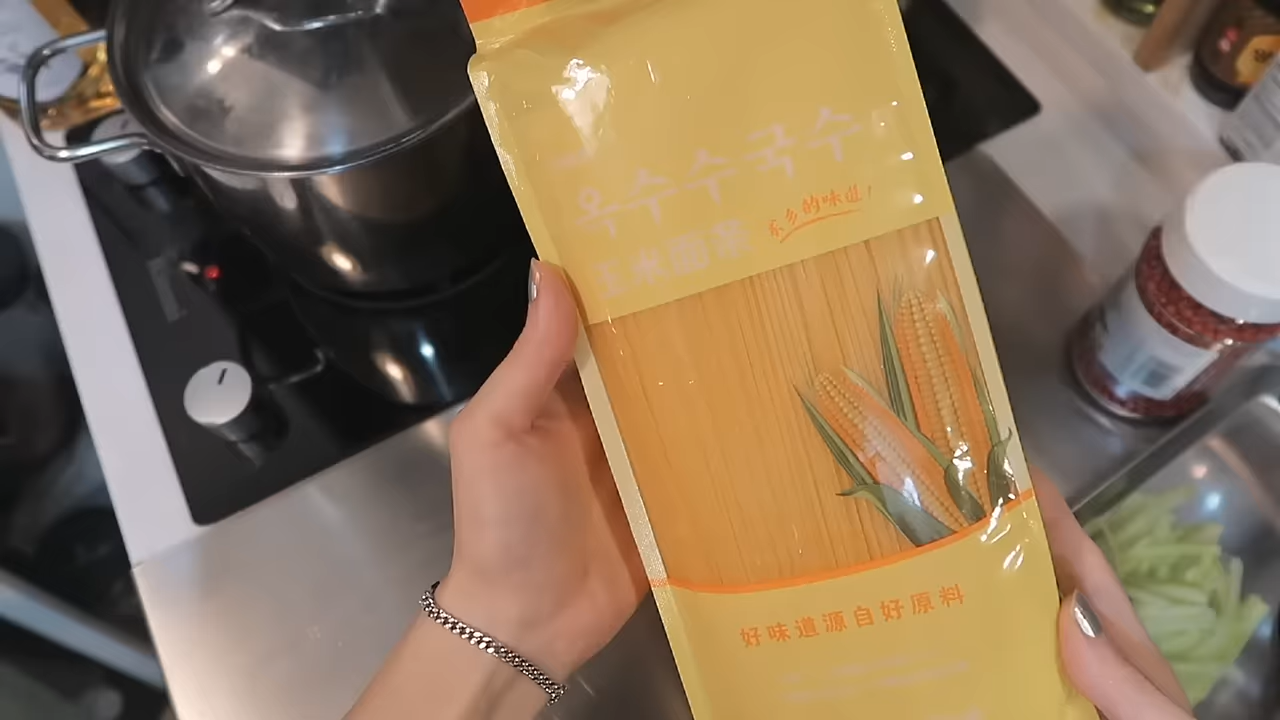 옥수수국수
东乡的味道!
玉米面条
好味道源自好原料